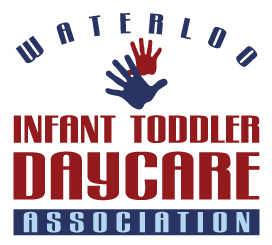 WATERLOO
INFANT TODDLER
DAYCARE
ASSOCIATION